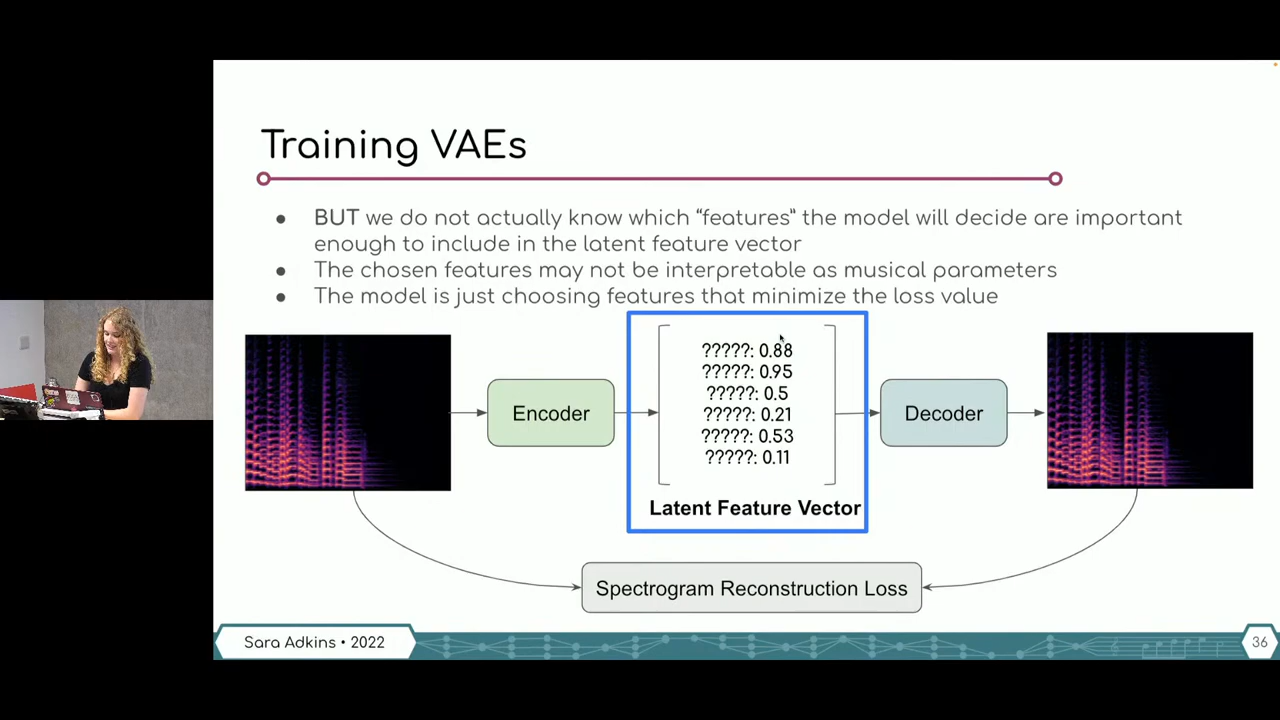 Training VAEs
● BUT we do not actually know which “features” the model will decide are important
enough to include in the latent feature vector
● The chosen features may not be interpretable as musical parameters
● The model is just choosing features that minimize the loss value
Encoder
?????: 0.88
?????: 0.95
?????: 0.5
?????: 0.21
?????: 0.53
?????: 0.11
Latent Feature Vector
Decoder
Spectrogram Reconstruction Loss
Sara Adkins • 2022
36